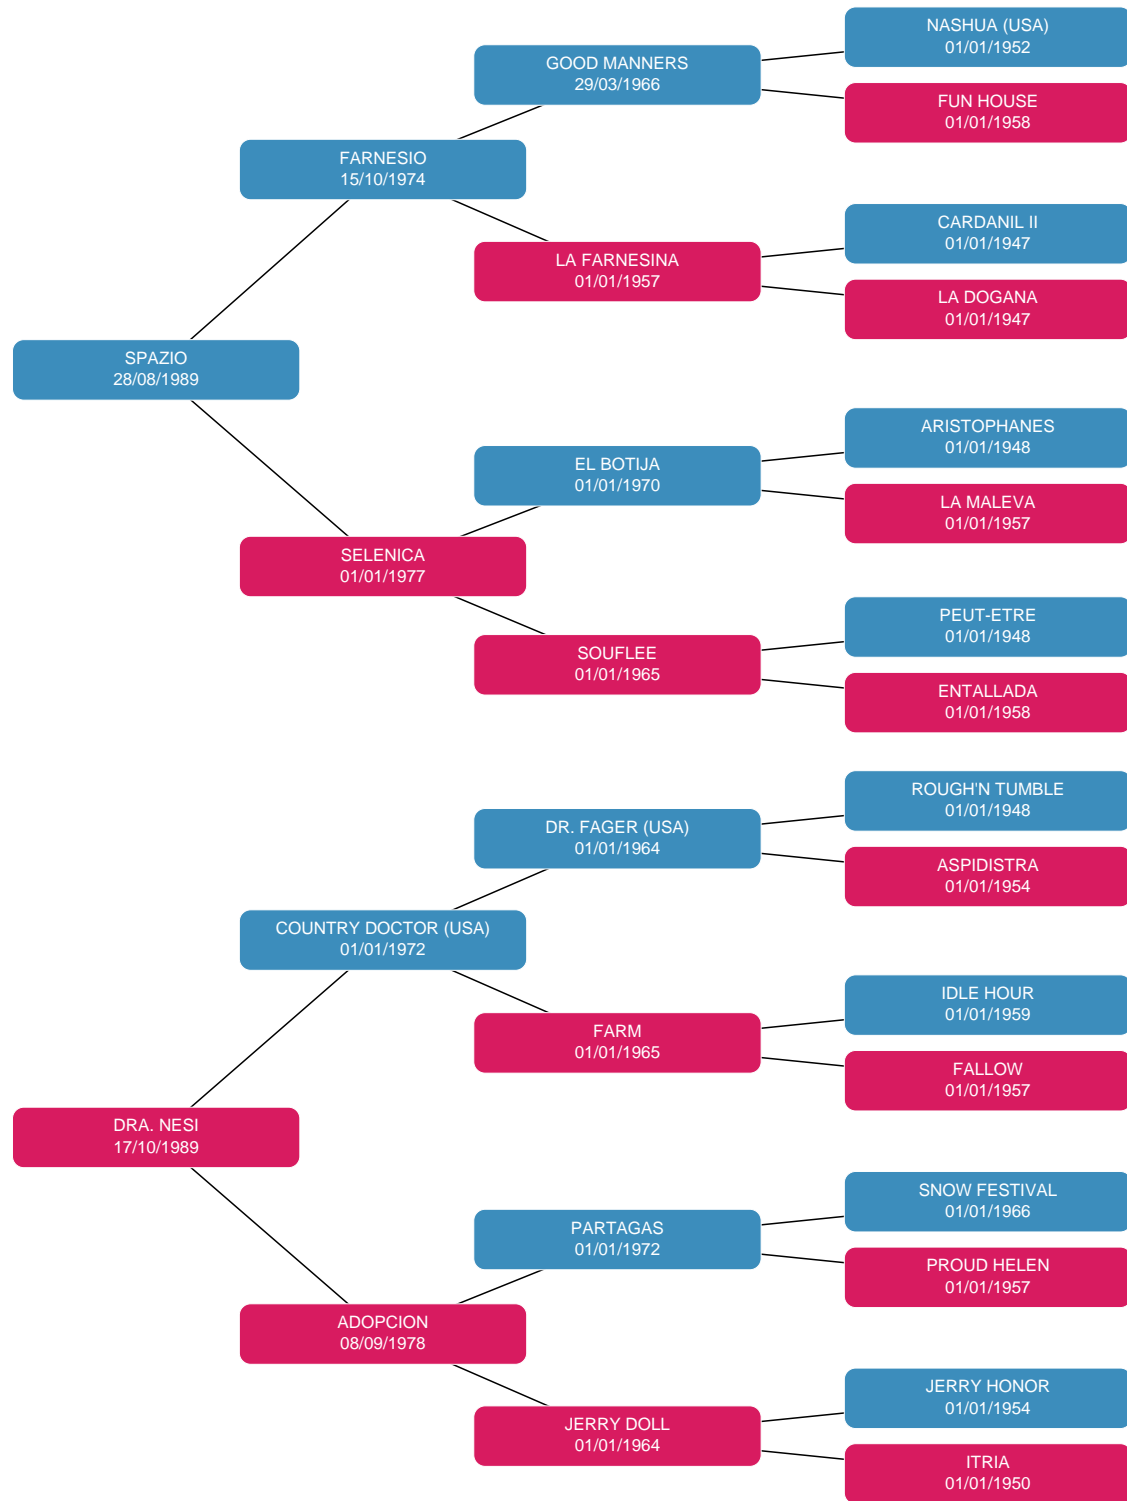 NASHUA (USA)
01/01/1952
GOOD MANNERS
29/03/1966
FUN HOUSE
01/01/1958
FARNESIO
15/10/1974
CARDANIL II
01/01/1947
LA FARNESINA
01/01/1957
LA DOGANA
01/01/1947
SPAZIO
28/08/1989
ARISTOPHANES
01/01/1948
EL BOTIJA
01/01/1970
LA MALEVA
01/01/1957
SELENICA
01/01/1977
PEUT-ETRE
01/01/1948
SOUFLEE
01/01/1965
ENTALLADA
01/01/1958
ROUGH'N TUMBLE
01/01/1948
DR. FAGER (USA)
01/01/1964
ASPIDISTRA
01/01/1954
COUNTRY DOCTOR (USA)
01/01/1972
IDLE HOUR
01/01/1959
FARM
01/01/1965
FALLOW
01/01/1957
DRA. NESI
17/10/1989
SNOW FESTIVAL
01/01/1966
PARTAGAS
01/01/1972
PROUD HELEN
01/01/1957
ADOPCION
08/09/1978
JERRY HONOR
01/01/1954
JERRY DOLL
01/01/1964
ITRIA
01/01/1950